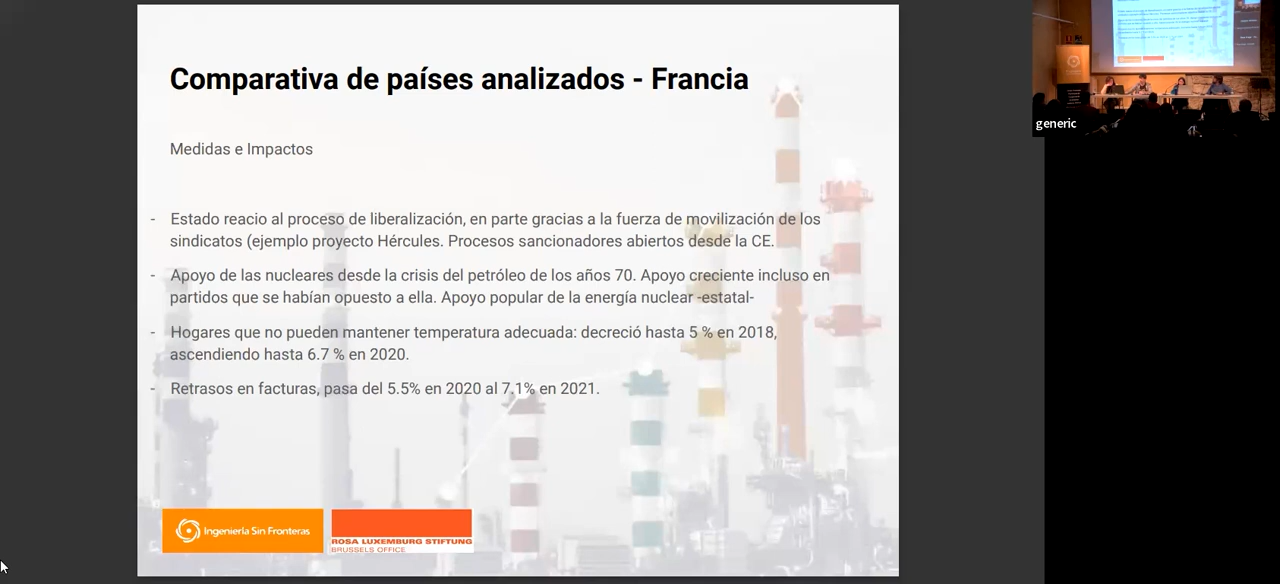 Comparativa de países analizados - Francia
Medidas e Impactos
- Estado reacio al proceso de liberalización, en parte gracias a la fuerza de movilización de los
sindicatos (ejemplo proyecto Hércules. Procesos sancionadores abiertos desde la CE.
- Apoyo de las nucleares desde la crisis del petróleo de los años 70. Apoyo creciente incluso en
partidos que se habían opuesto a ella. Apoyo popular de la energía nuclear -estatal-
- Hogares que no pueden mantener temperatura adecuada: decreció hasta 5 % en 2018,
ascendiendo hasta 6.7 % en 2020.
- Retrasos en facturas, pasa del 5.5% en 2020 al 7.1% en 2021.
Ingeniería Sin Fronteras
ROSA LUXEMBURG STIFTUNG
BRUSSELS OFFICE
generic